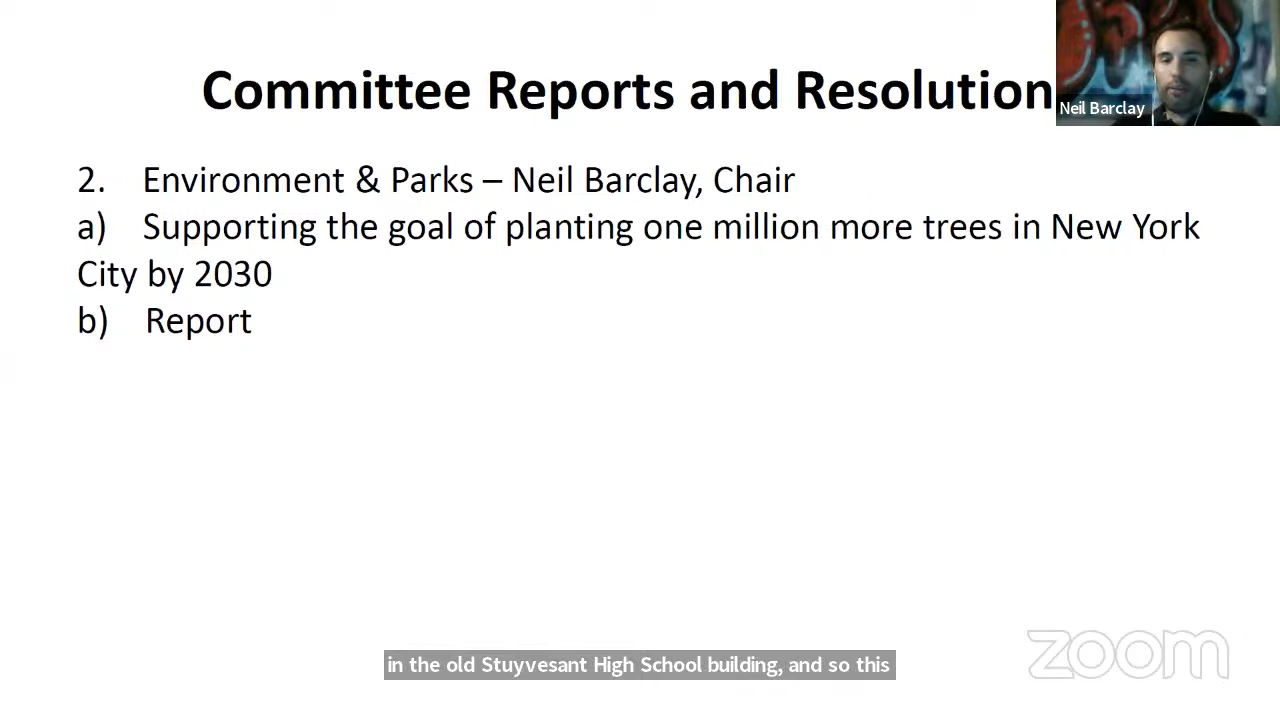 Committee Reports and Resolution
Neil Barclay
2. Environment & Parks – Neil Barclay, Chair
a) Supporting the goal of planting one million more trees in New York
City by 2030
b) Report
in the old Stuyvesant High School building, and so this
zoom